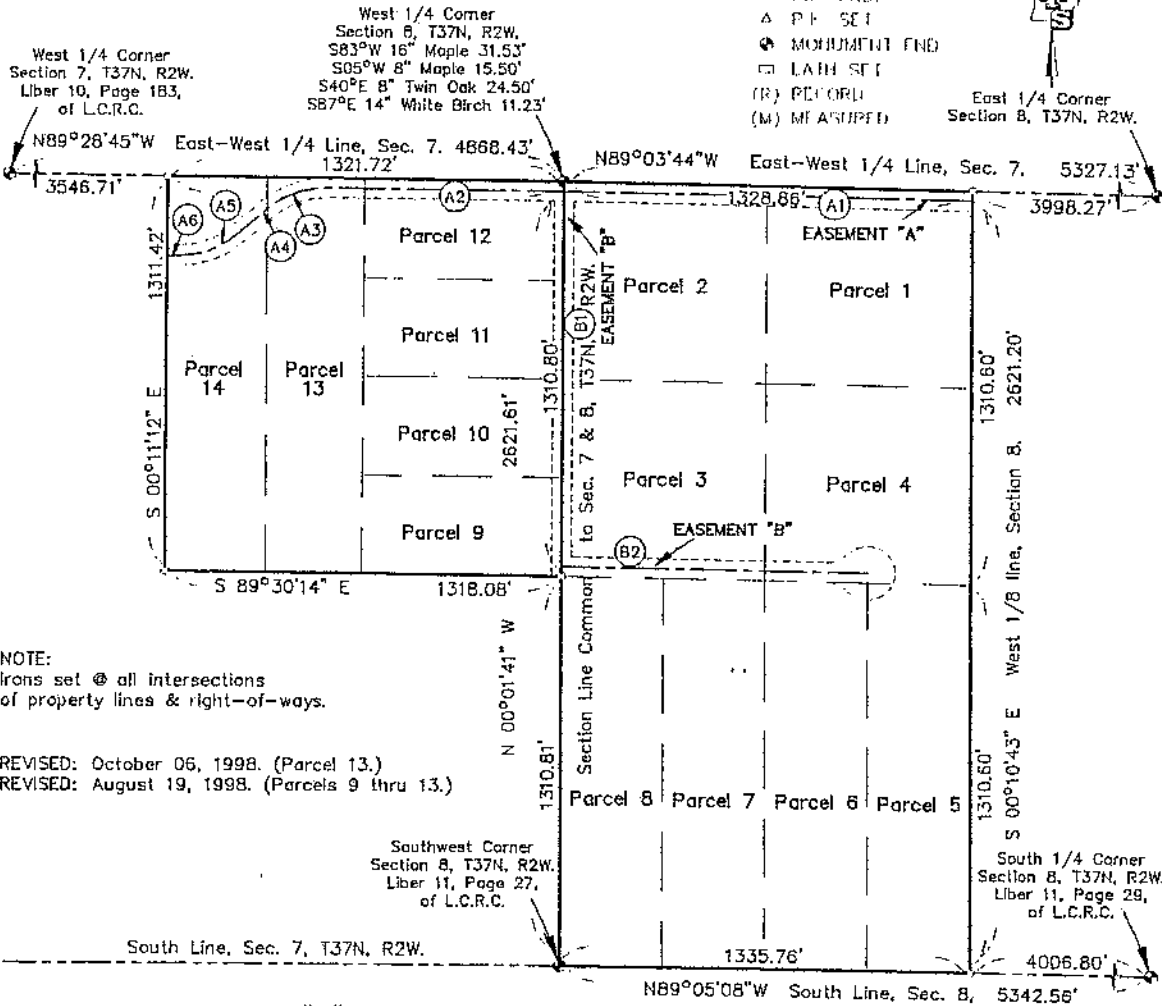 West 1/4 Corner
Section 8, T37N, R2W.
S83°W 16" Maple 31.53'
S05°W 8" Maple 15.50'
S40°E 8" Twin Oak 24.50'
S87°E 14" White Birch 11.23'
West 1/4 Corner
Section 7, T37N, R2W.
Liber 10, Page 183,
of L.C.R.C.
△ P.K. SET
MONUMENT FND
LATH SET
(R) RECORD
(M) MEASURED
S
East 1/4 Corner
Section 8, T37N, R2W.
N89°28'45"W East-West 1/4 Line, Sec. 7. 4868.43'
1321.72'
3546.71'
N89°03'44"W East-West 1/4 Line, Sec. 7. 5327.13'
1328.86'
3998.27'
A6
A5
A4
A3
A2
A1
EASEMENT "A"
EASEMENT "B"
Parcel 12
Parcel 2
Parcel 1
1311.42'
B1
Parcel 11
Parcel
14
Parcel
13
1310.80'
2621.61'
1310.60'
2621.20'
Parcel 10
Parcel 3
Parcel 4
S 00°11'12" E
Parcel 9
EASEMENT "B"
B2
S 89°30'14" E 1318.08'
Section Line Common to Sec. 7 & 8, T37N, R2W.
West 1/8 line, Section 8.
NOTE:
Irons set @ all intersections
of property lines & right-of-ways.
N 00°01'41" W
S 00°10'43" E
REVISED: October 06, 1998. (Parcel 13.)
REVISED: August 19, 1998. (Parcels 9 thru 13.)
1310.81'
1310.60'
Parcel 8
Parcel 7
Parcel 6
Parcel 5
Southwest Corner
Section 8, T37N, R2W.
Liber 11, Page 27,
of L.C.R.C.
South 1/4 Corner
Section 8, T37N, R2W.
Liber 11, Page 29,
of L.C.R.C.
South Line, Sec. 7, T37N, R2W.
1335.76'
4006.80'
N89°05'08"W South Line, Sec. 8, 5342.56'